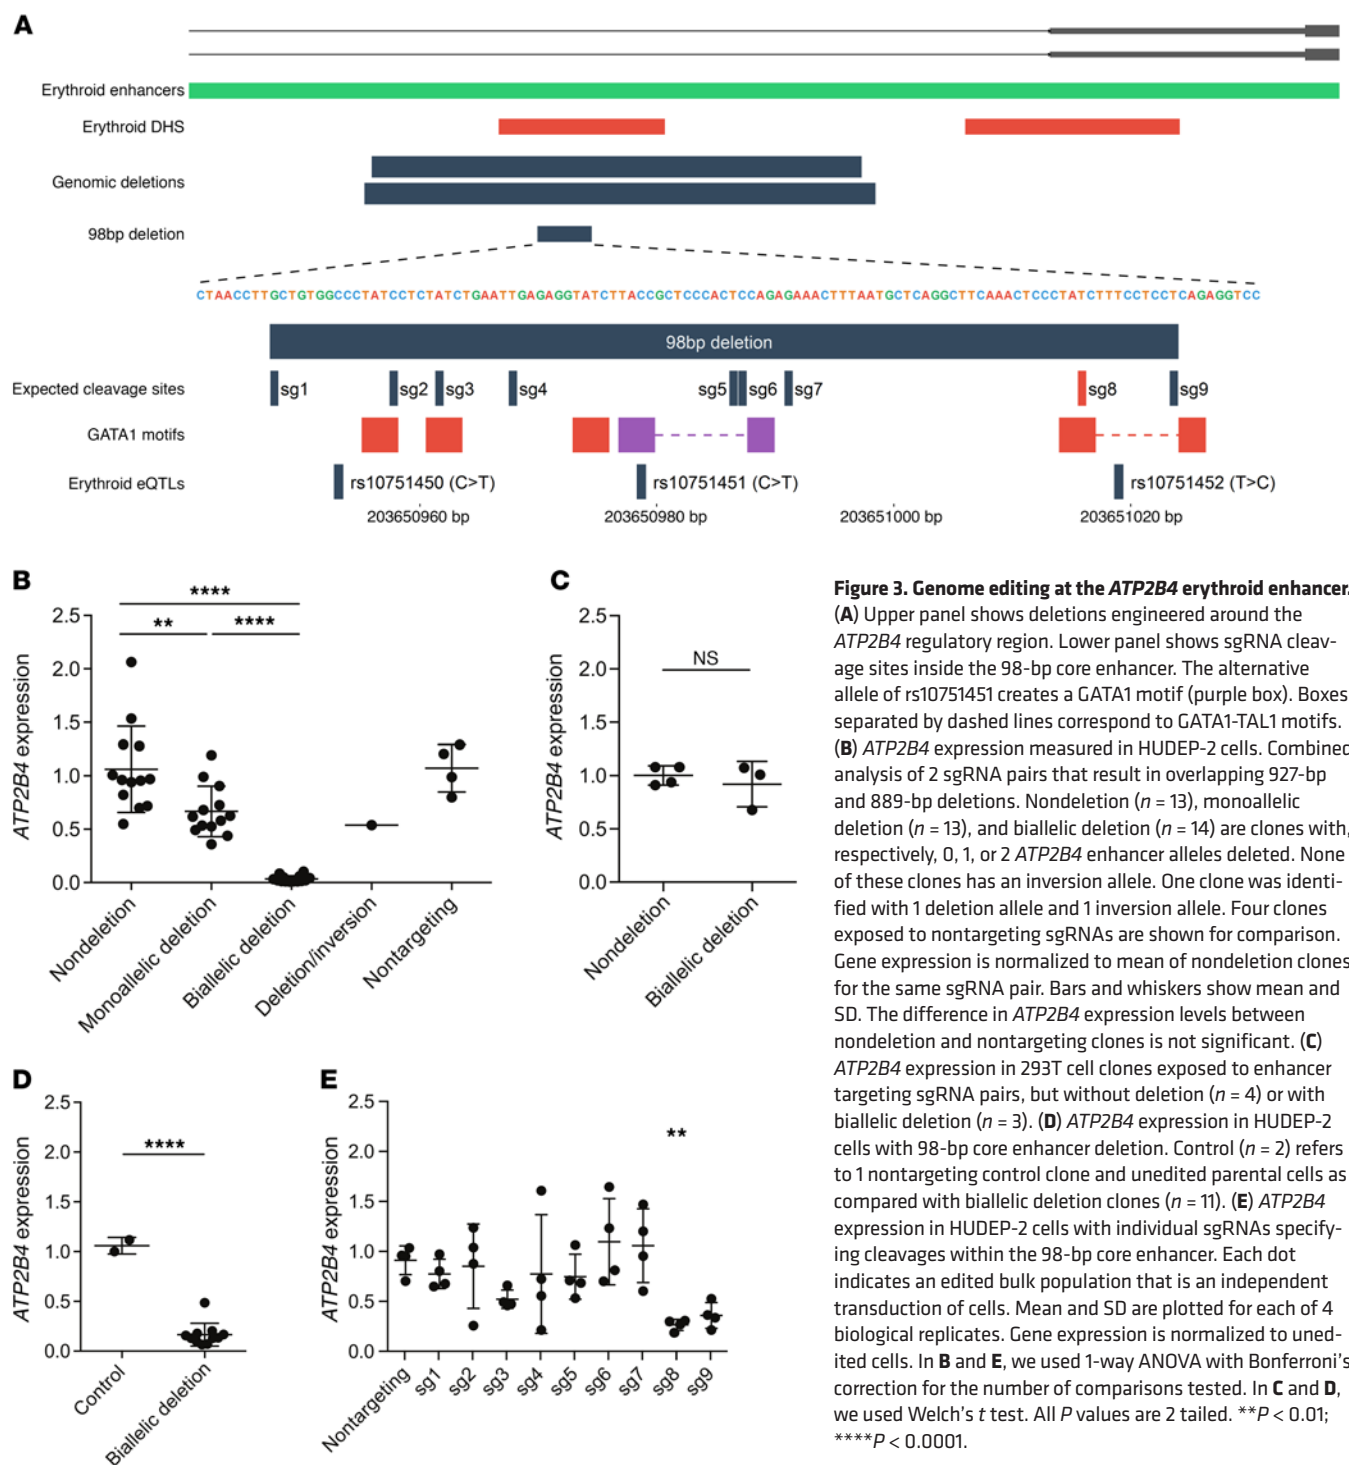 A
Erythroid enhancers
Erythroid DHS
Genomic deletions
98bp deletion
CTAACCTTGCTGTGGCCCTATCCTCTATCTGAATTGAGAGGTATCTTACCGCTCCCACTCCAGAGAAACTTTAATGCTCAGGCTTCAAACTCCCTATCTTTCCTCCTCAGAGGTCC
98bp deletion
Expected cleavage sites
sg1 sg2 sg3 sg4 sg5 sg6 sg7 sg8 sg9
GATA1 motifs
Erythroid eQTLs
rs10751450 (C>T) rs10751451 (C>T) rs10751452 (T>C)
203650960 bp 203650980 bp 203651000 bp 203651020 bp
B
ATP2B4 expression
2.5
2.0
1.5
1.0
0.5
0.0
****
** ****
Nondeletion
Monoallelic deletion
Biallelic deletion
Deletion/inversion
Nontargeting
C
ATP2B4 expression
2.5
2.0
1.5
1.0
0.5
0.0
NS
Nondeletion
Biallelic deletion
D
ATP2B4 expression
2.5
2.0
1.5
1.0
0.5
0.0
****
Control
Biallelic deletion
E
ATP2B4 expression
2.5
2.0
1.5
1.0
0.5
0.0
**
Nontargeting
sg1
sg2
sg3
sg4
sg5
sg6
sg7
sg8
sg9
Figure 3. Genome editing at the ATP2B4 erythroid enhancer.
(A) Upper panel shows deletions engineered around the
ATP2B4 regulatory region. Lower panel shows sgRNA cleav-
age sites inside the 98-bp core enhancer. The alternative
allele of rs10751451 creates a GATA1 motif (purple box). Boxes
separated by dashed lines correspond to GATA1-TAL1 motifs.
(B) ATP2B4 expression measured in HUDEP-2 cells. Combined
analysis of 2 sgRNA pairs that result in overlapping 927-bp
and 889-bp deletions. Nondeletion (n = 13), monoallelic
deletion (n = 13), and biallelic deletion (n = 14) are clones with,
respectively, 0, 1, or 2 ATP2B4 enhancer alleles deleted. None
of these clones has an inversion allele. One clone was identi-
fied with 1 deletion allele and 1 inversion allele. Four clones
exposed to nontargeting sgRNAs are shown for comparison.
Gene expression is normalized to mean of nondeletion clones
for the same sgRNA pair. Bars and whiskers show mean and
SD. The difference in ATP2B4 expression levels between
nondeletion and nontargeting clones is not significant. (C)
ATP2B4 expression in 293T cell clones exposed to enhancer
targeting sgRNA pairs, but without deletion (n = 4) or with
biallelic deletion (n = 3). (D) ATP2B4 expression in HUDEP-2
cells with 98-bp core enhancer deletion. Control (n = 2) refers
to 1 nontargeting control clone and unedited parental cells as
compared with biallelic deletion clones (n = 11). (E) ATP2B4
expression in HUDEP-2 cells with individual sgRNAs specify-
ing cleavages within the 98-bp core enhancer. Each dot
indicates an edited bulk population that is an independent
transduction of cells. Mean and SD are plotted for each of 4
biological replicates. Gene expression is normalized to uned-
ited cells. In B and E, we used 1-way ANOVA with Bonferroni's
correction for the number of comparisons tested. In C and D,
we used Welch's t test. All P values are 2 tailed. **P < 0.01;
****P < 0.0001.